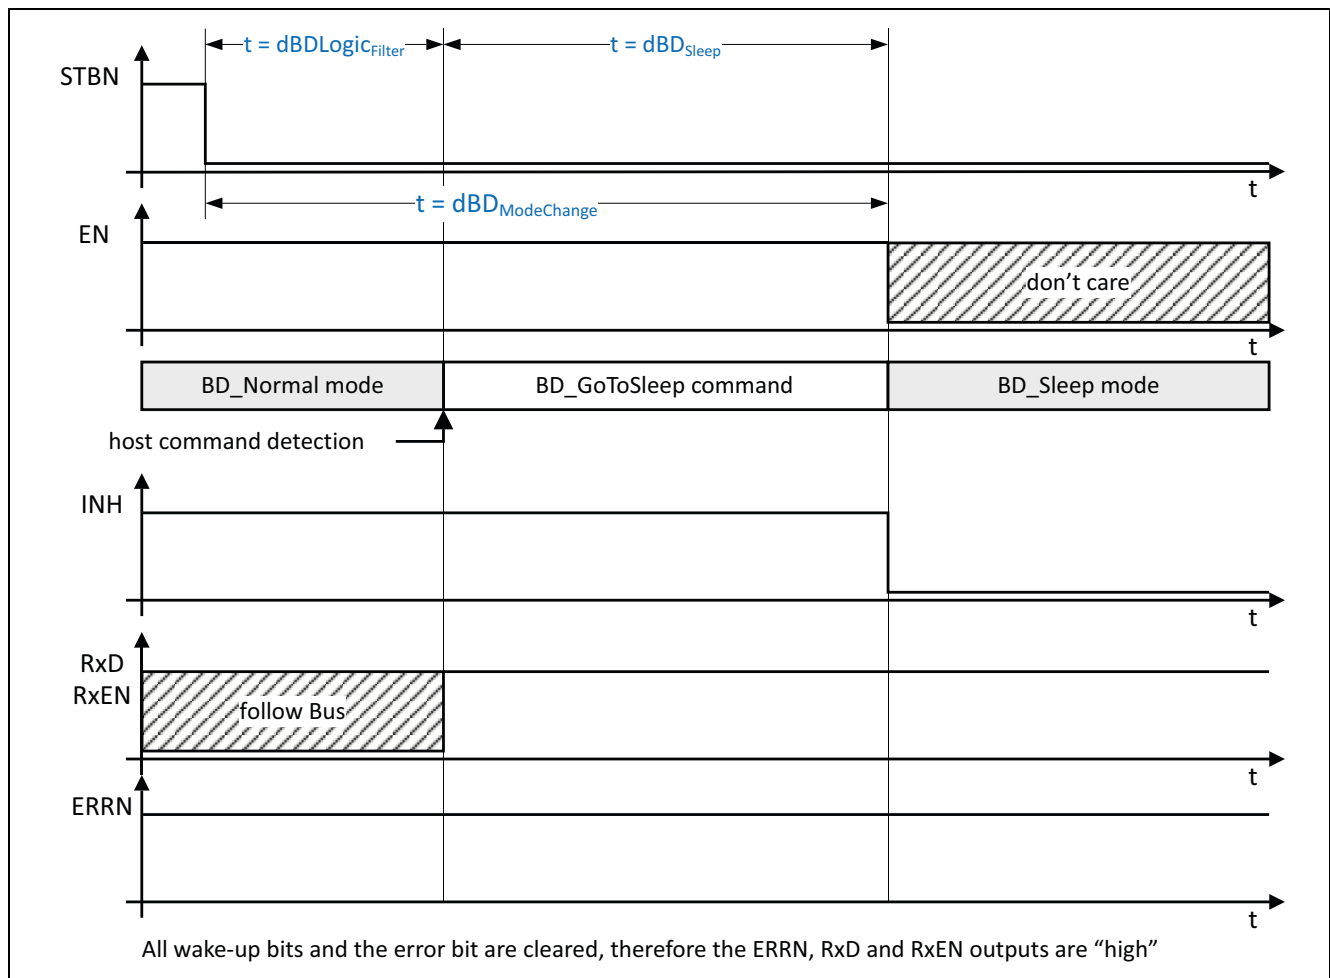 t = dBDLogicFilter
t = dBDSleep
STBN
t
t = dBDModeChange
EN
don't care
t
BD_Normal mode
BD_GoToSleep command
BD_Sleep mode
host command detection
INH
t
RxD
RxEN
follow Bus
t
ERRN
t
All wake-up bits and the error bit are cleared, therefore the ERRN, RxD and RxEN outputs are “high”